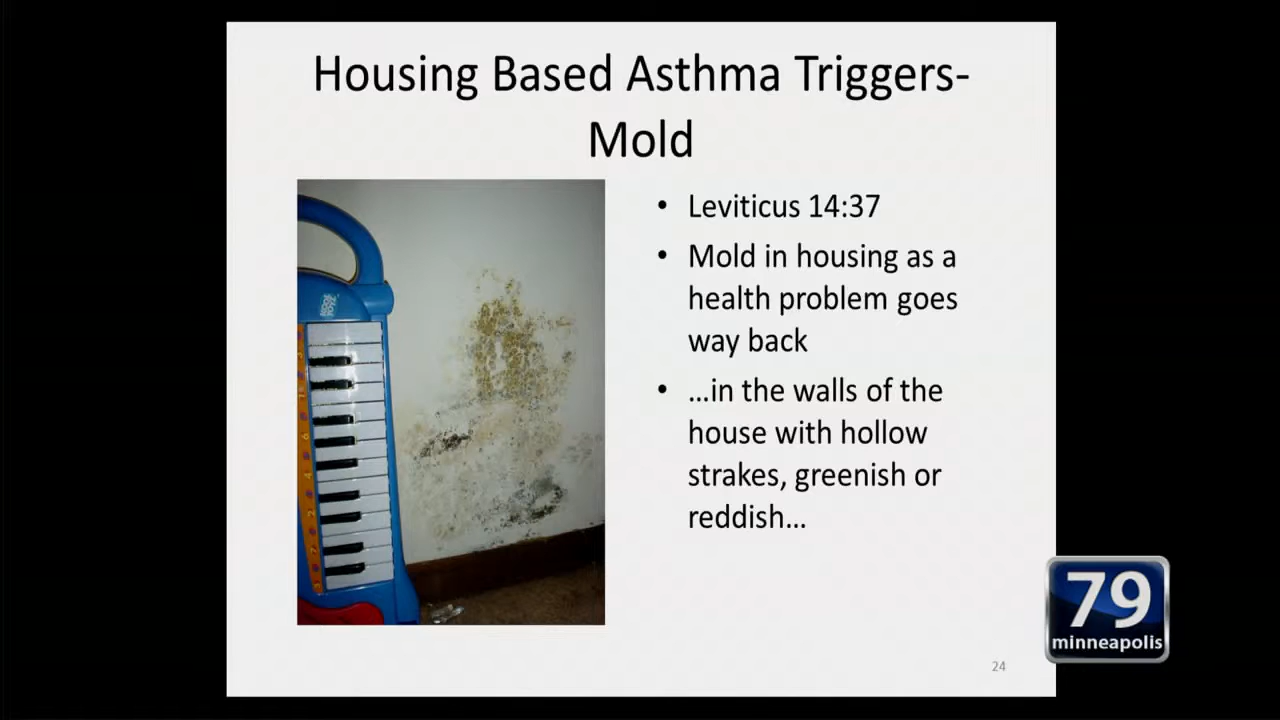 Housing Based Asthma Triggers-
Mold
• Leviticus 14:37
• Mold in housing as a
health problem goes
way back
• …in the walls of the
house with hollow
strakes, greenish or
reddish…
24
79
minneapolis